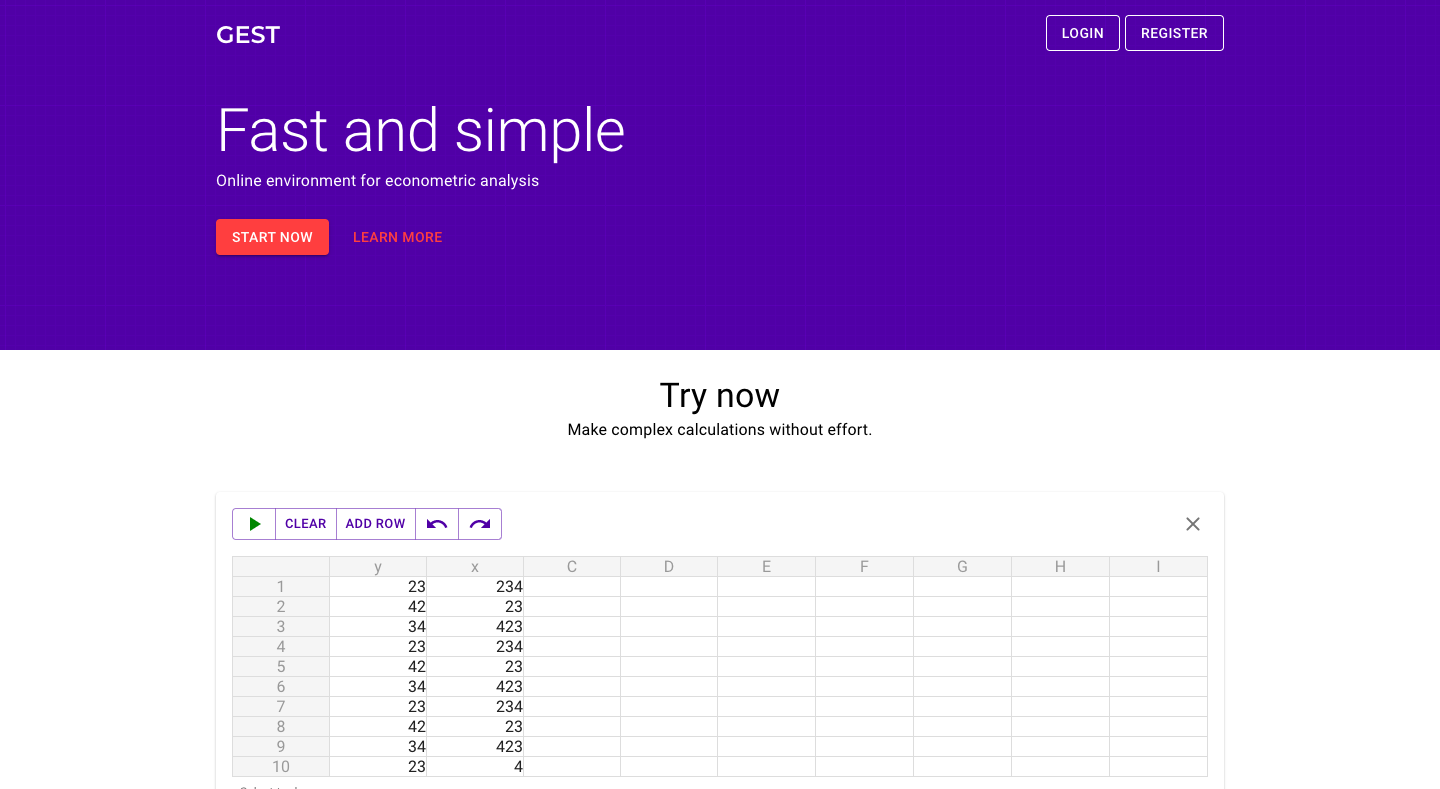 GEST LOGIN REGISTER
Fast and simple
Online environment for econometric analysis
START NOW LEARN MORE
Try now
Make complex calculations without effort.
CLEAR ADD ROW
y x C D E F G H I
1 23 234
2 42 23
3 34 423
4 23 234
5 42 23
6 34 423
7 23 234
8 42 23
9 34 423
10 23 4